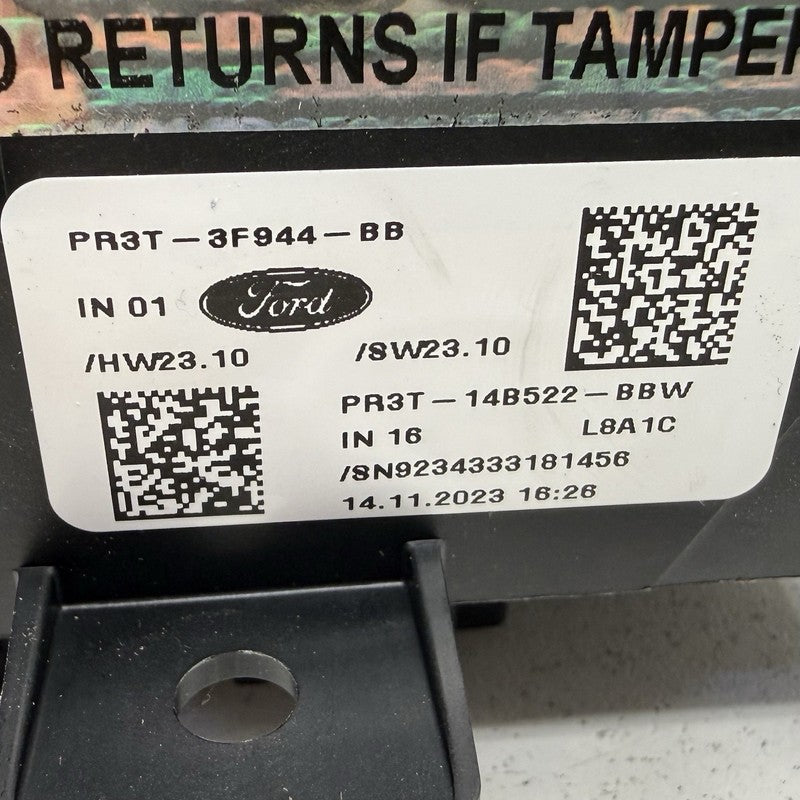 RETURNS IF TAMPER
PR3T-3F944-BB
IN 01 Ford
/HW23.10 /SW23.10
PR3T-14B522-BBW
IN 16 L8A1C
/SN9234333181456
14.11.2023 16:26